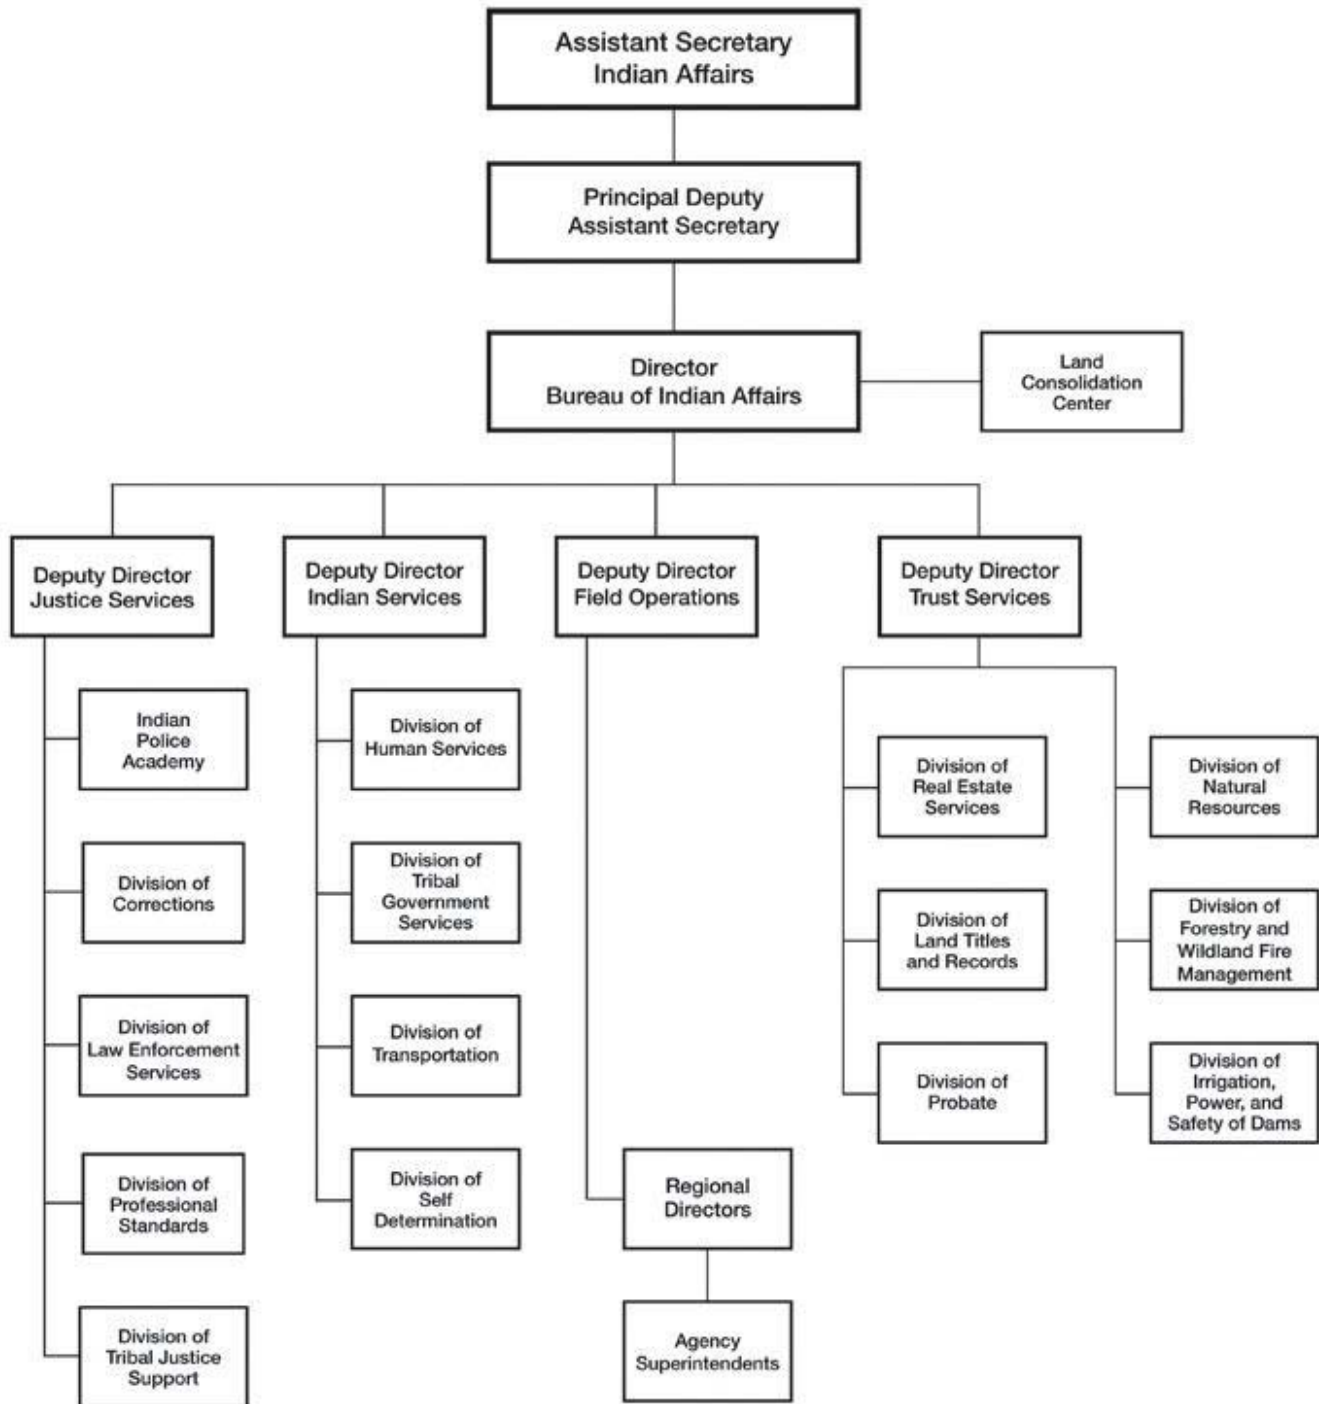 Assistant Secretary
Indian Affairs
Principal Deputy
Assistant Secretary
Director
Bureau of Indian Affairs
Land
Consolidation
Center
Deputy Director
Justice Services
Deputy Director
Indian Services
Deputy Director
Field Operations
Deputy Director
Trust Services
Indian
Police
Academy
Division of
Corrections
Division of
Law Enforcement
Services
Division of
Professional
Standards
Division of
Tribal Justice
Support
Division of
Human Services
Division of
Tribal
Government
Services
Division of
Transportation
Division of
Self
Determination
Regional
Directors
Agency
Superintendents
Division of
Real Estate
Services
Division of
Land Titles
and Records
Division of
Probate
Division of
Natural
Resources
Division of
Forestry and
Wildland Fire
Management
Division of
Irrigation,
Power, and
Safety of Dams